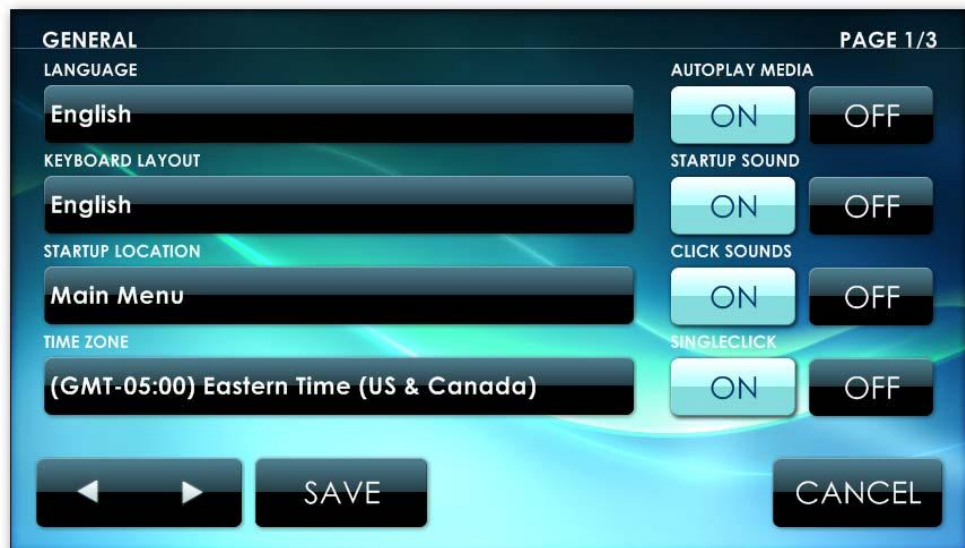 GENERAL PAGE 1/3
LANGUAGE AUTOPLAY MEDIA
English ON OFF
KEYBOARD LAYOUT STARTUP SOUND
English ON OFF
STARTUP LOCATION CLICK SOUNDS
Main Menu ON OFF
TIME ZONE SINGLECLICK
(GMT-05:00) Eastern Time (US & Canada) ON OFF
SAVE CANCEL